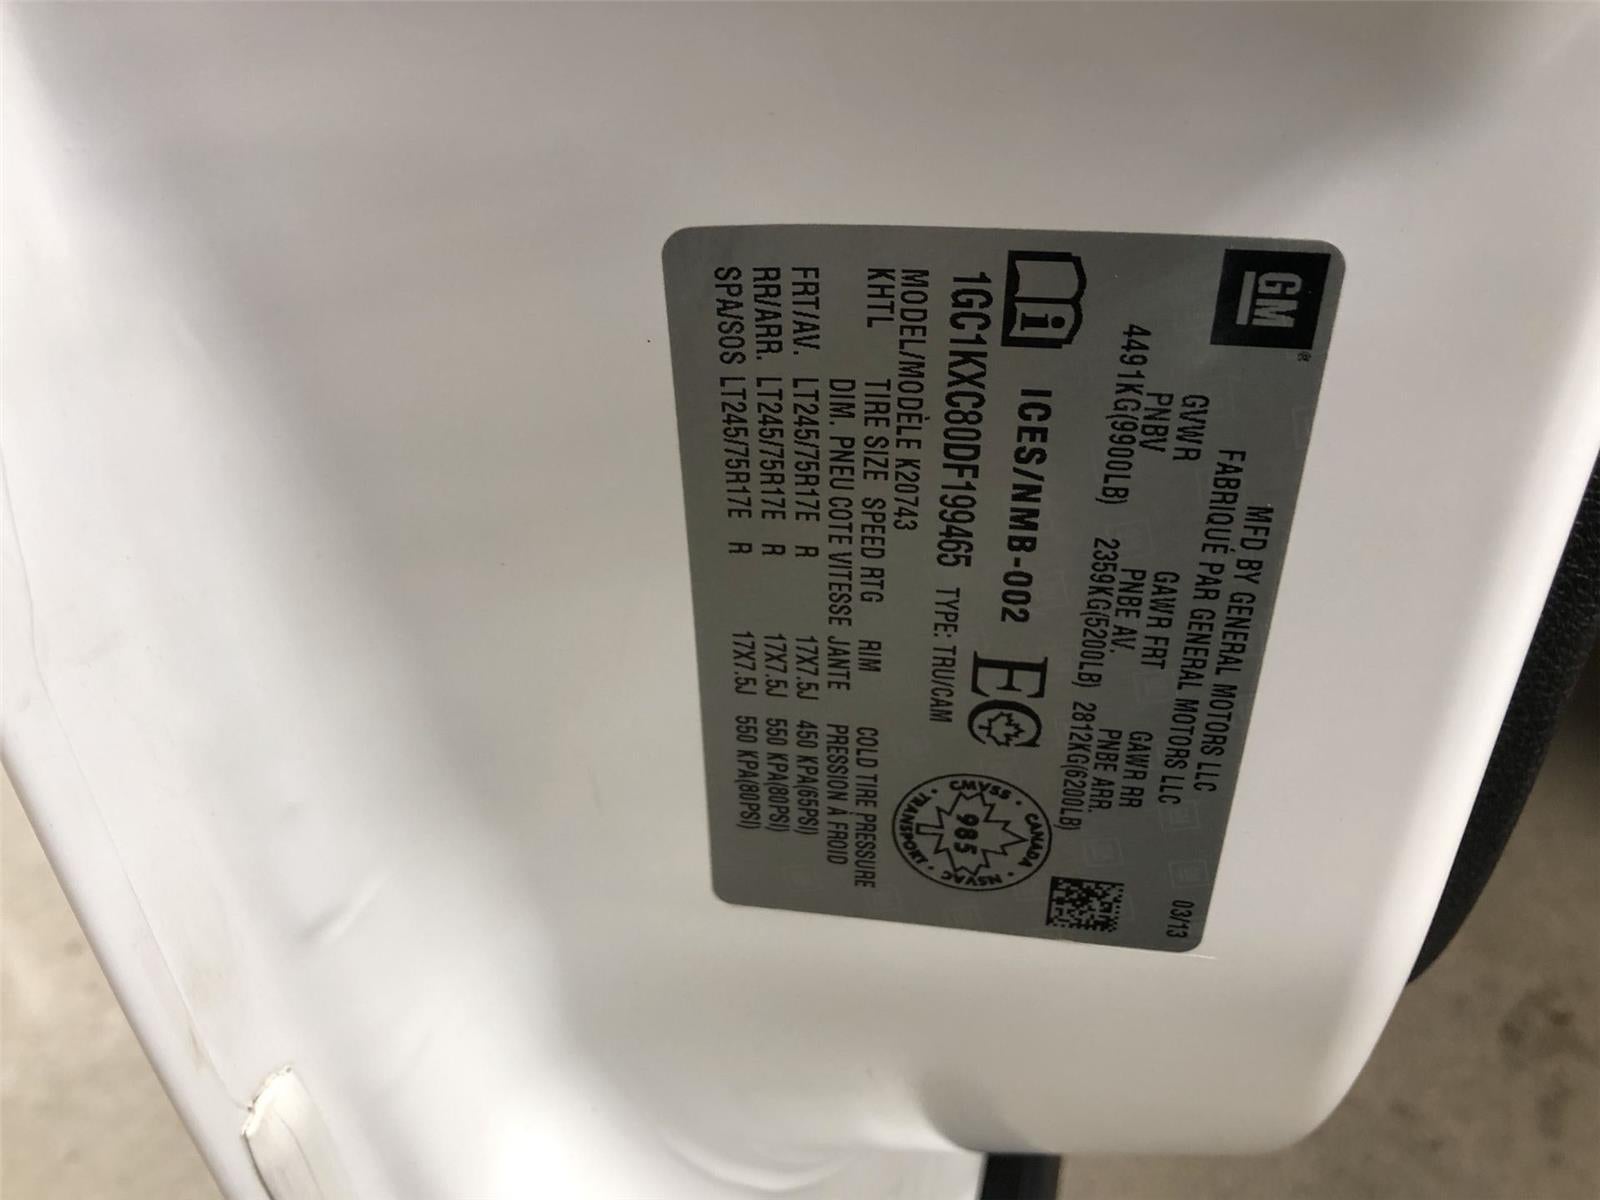 GM
MFD BY GENERAL MOTORS LLC 03/13
FABRIQUÉ PAR GENERAL MOTORS LLC
GVWR GAWR FRT GAWR RR
PNBV PNBE AV. PNBE ARR.
4491KG(9900LB) 2359KG(5200LB) 2812KG(6200LB)
i ICES/NMB-002 EC
CANADA · CMVSS · TRANSPORT · NSVAC
985
1GC1KXC80DF199465 TYPE: TRU/CAM
MODEL/MODÈLE K20743
KHTL TIRE SIZE SPEED RTG RIM COLD TIRE PRESSURE
DIM. PNEU COTE VITESSE JANTE PRESSION À FROID
FRT/AV. LT245/75R17E R 17X7.5J 450 KPA(65PSI)
RR/ARR. LT245/75R17E R 17X7.5J 550 KPA(80PSI)
SPA/SOS LT245/75R17E R 17X7.5J 550 KPA(80PSI)